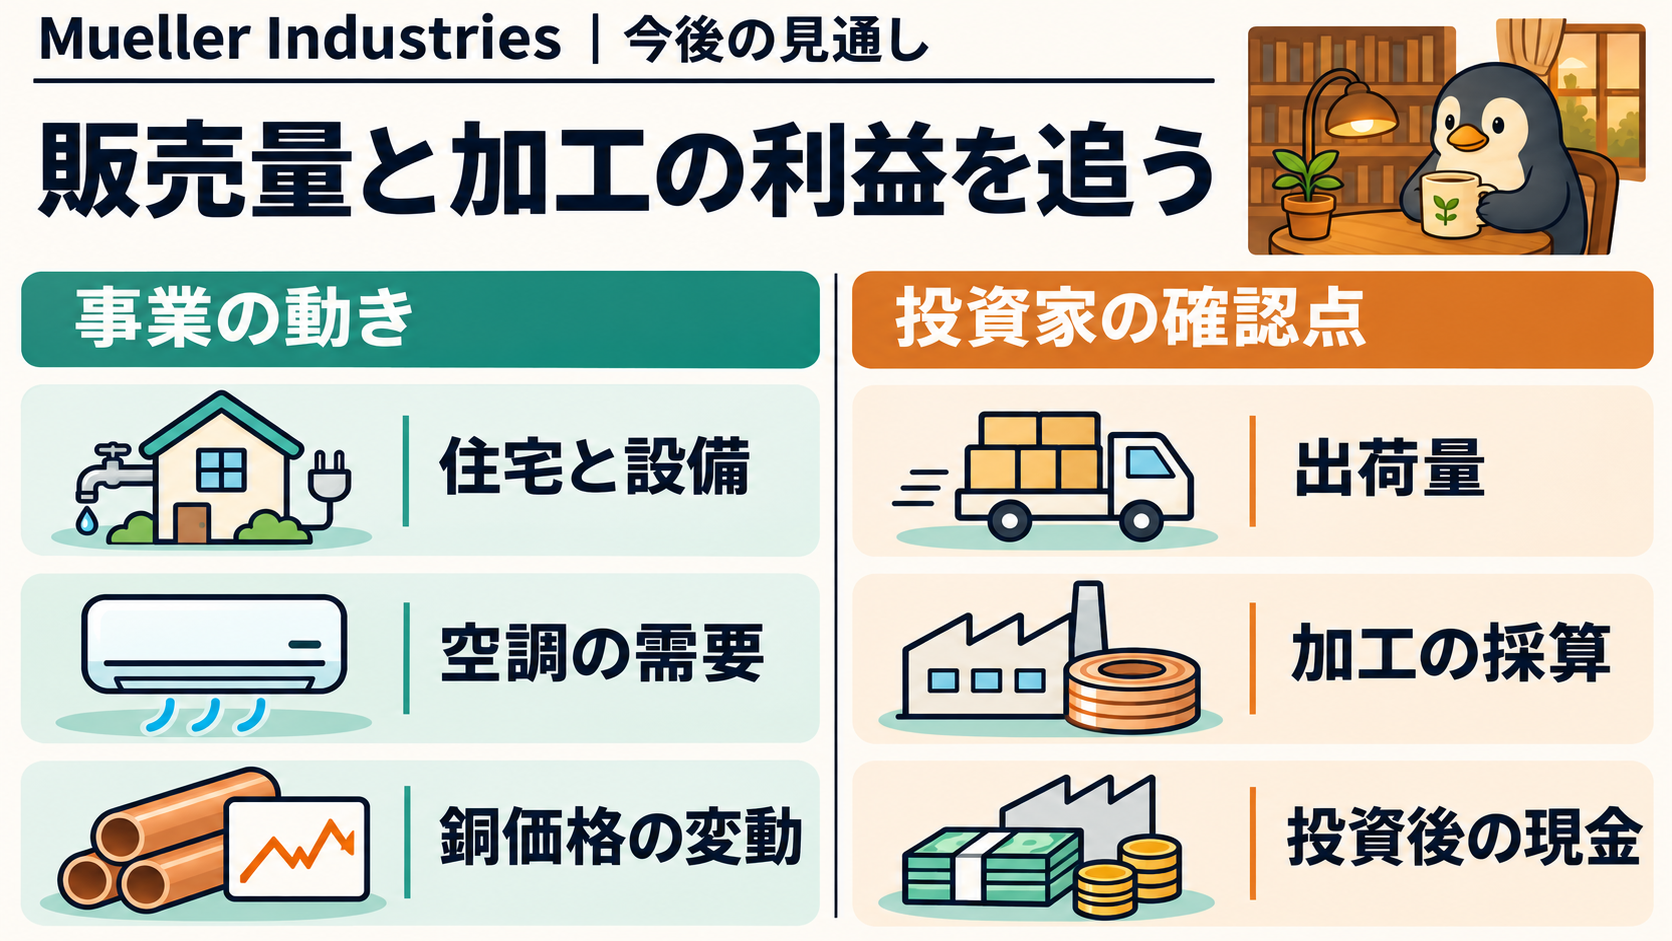 Mueller Industries｜今後の見通し
販売量と加工の利益を追う
事業の動き
住宅と設備
空調の需要
銅価格の変動
投資家の確認点
出荷量
加工の採算
投資後の現金